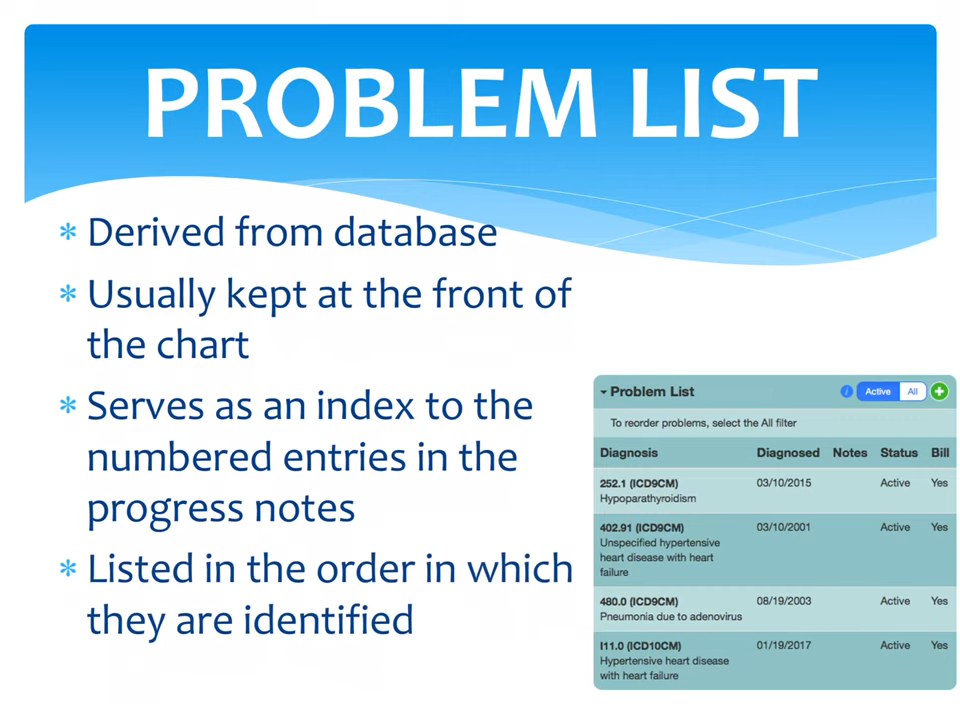 PROBLEM LIST
* Derived from database
* Usually kept at the front of
the chart
* Serves as an index to the
numbered entries in the
progress notes
* Listed in the order in which
they are identified
Problem List i Active All +
To reorder problems, select the All filter
Diagnosis Diagnosed Notes Status Bill
252.1 (ICD9CM) 03/10/2015 Active Yes
Hypoparathyroidism
402.91 (ICD9CM) 03/10/2001 Active Yes
Unspecified hypertensive
heart disease with heart
failure
480.0 (ICD9CM) 08/19/2003 Active Yes
Pneumonia due to adenovirus
I11.0 (ICD10CM) 01/19/2017 Active Yes
Hypertensive heart disease
with heart failure